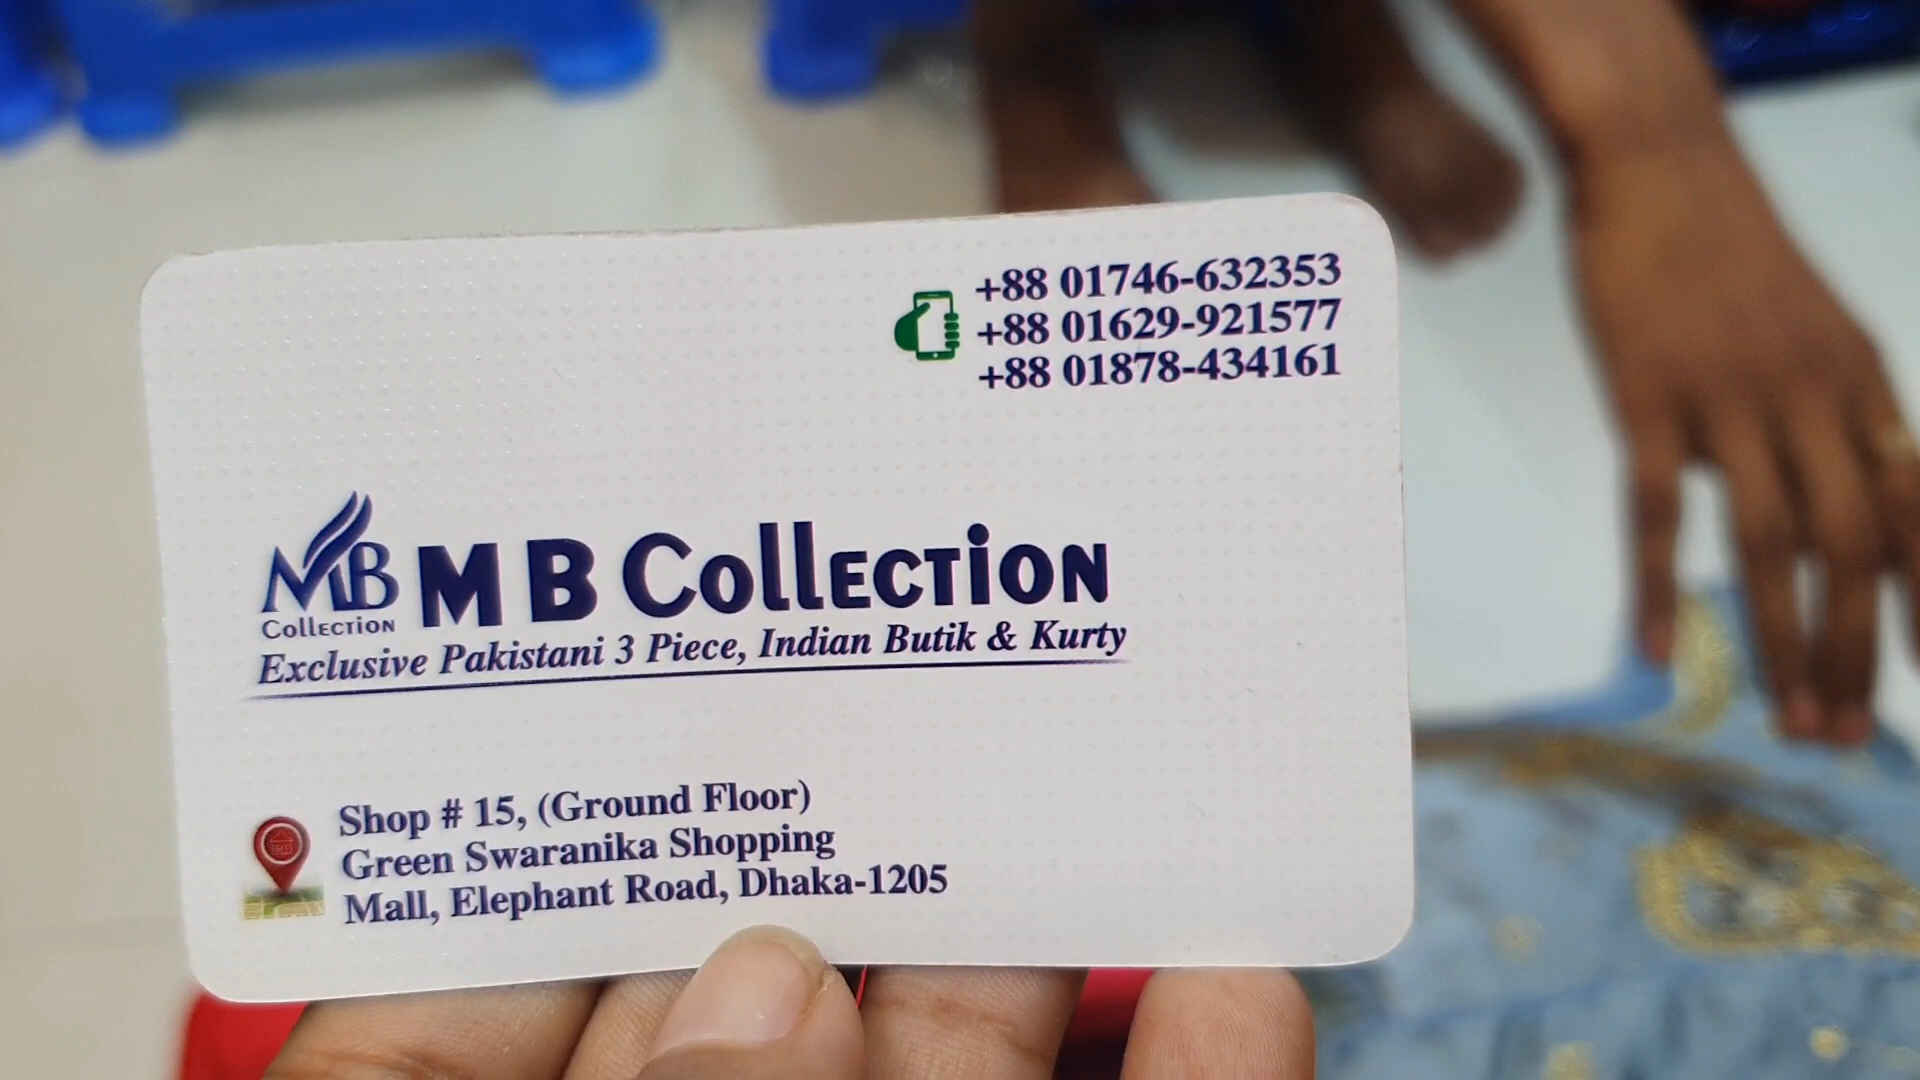 +88 01746-632353
+88 01629-921577
+88 01878-434161
MB
Collection
M B Collection
Exclusive Pakistani 3 Piece, Indian Butik & Kurty
Shop # 15, (Ground Floor)
Green Swaranika Shopping
Mall, Elephant Road, Dhaka-1205